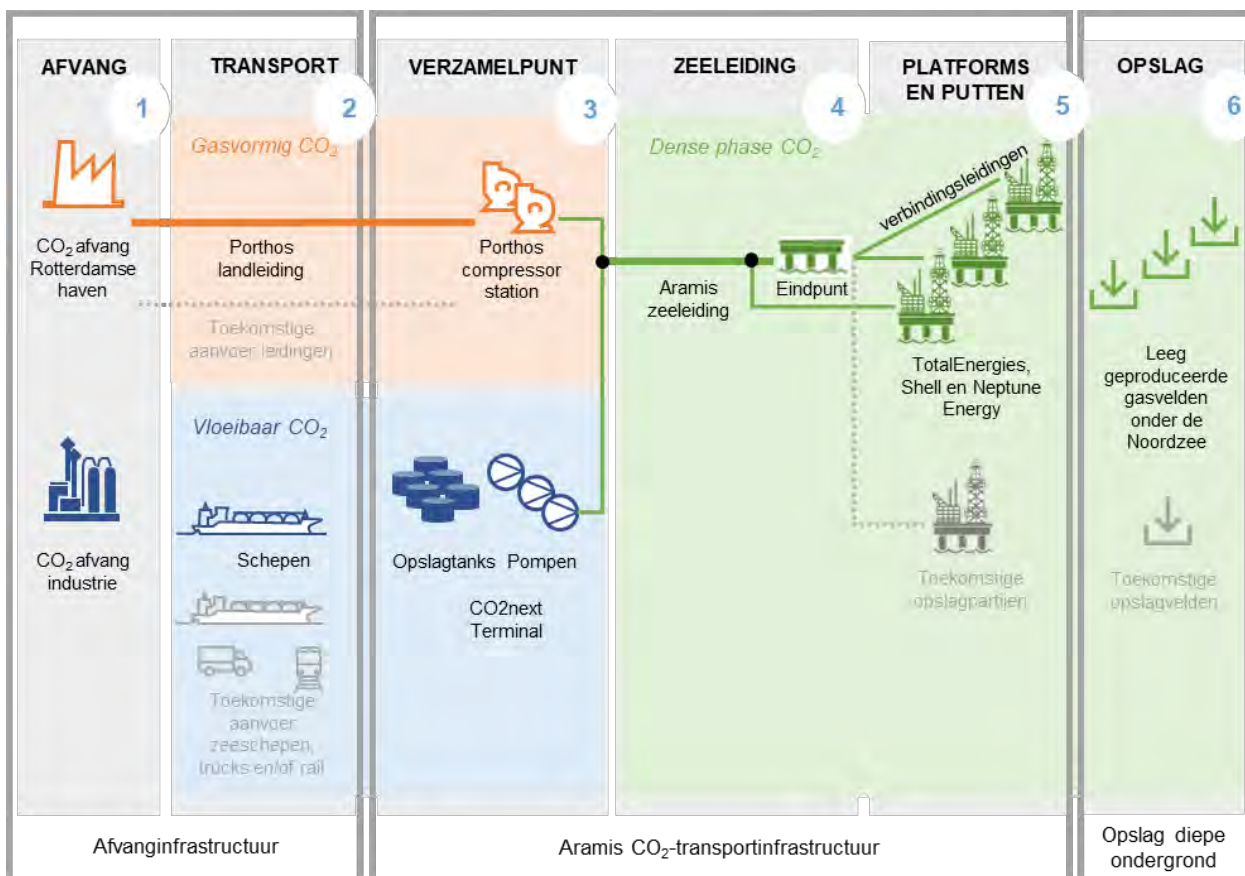 AFVANG
1
TRANSPORT
2
VERZAMELPUNT
3
ZEELEIDING
4
PLATFORMS
EN PUTTEN
5
OPSLAG
6
Gasvormig CO₂
Dense phase CO₂
verbindingsleidingen
CO₂ afvang
Rotterdamse
haven
Porthos
landleiding
Porthos
compressor
station
Aramis
zeeleiding
Eindpunt
Toekomstige
aanvoer leidingen
TotalEnergies,
Shell en Neptune
Energy
Leeg
geproduceerde
gasvelden
onder de
Noordzee
Vloeibaar CO₂
CO₂ afvang
industrie
Schepen
Opslagtanks
Pompen
CO2next
Terminal
Toekomstige
opslagpartijen
Toekomstige
opslagvelden
Toekomstige
aanvoer
zeeschepen,
trucks en/of rail
Afvanginfrastructuur
Aramis CO₂-transportinfrastructuur
Opslag diepe
ondergrond